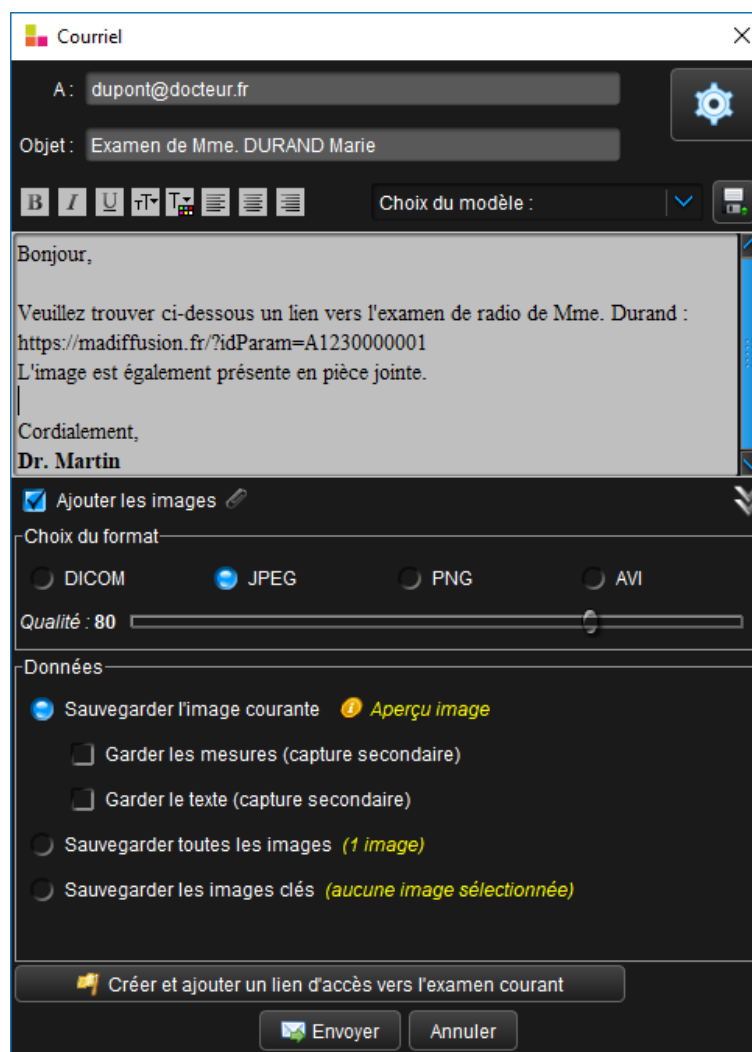 Courriel
A : dupont@docteur.fr
Objet : Examen de Mme. DURAND Marie
B I U тT T Choix du modèle :
Bonjour,
Veuillez trouver ci-dessous un lien vers l'examen de radio de Mme. Durand :
https://madiffusion.fr/?idParam=A1230000001
L'image est également présente en pièce jointe.
Cordialement,
Dr. Martin
Ajouter les images
Choix du format
DICOM JPEG PNG AVI
Qualité : 80
Données
Sauvegarder l'image courante Aperçu image
Garder les mesures (capture secondaire)
Garder le texte (capture secondaire)
Sauvegarder toutes les images (1 image)
Sauvegarder les images clés (aucune image sélectionnée)
Créer et ajouter un lien d'accès vers l'examen courant
Envoyer Annuler